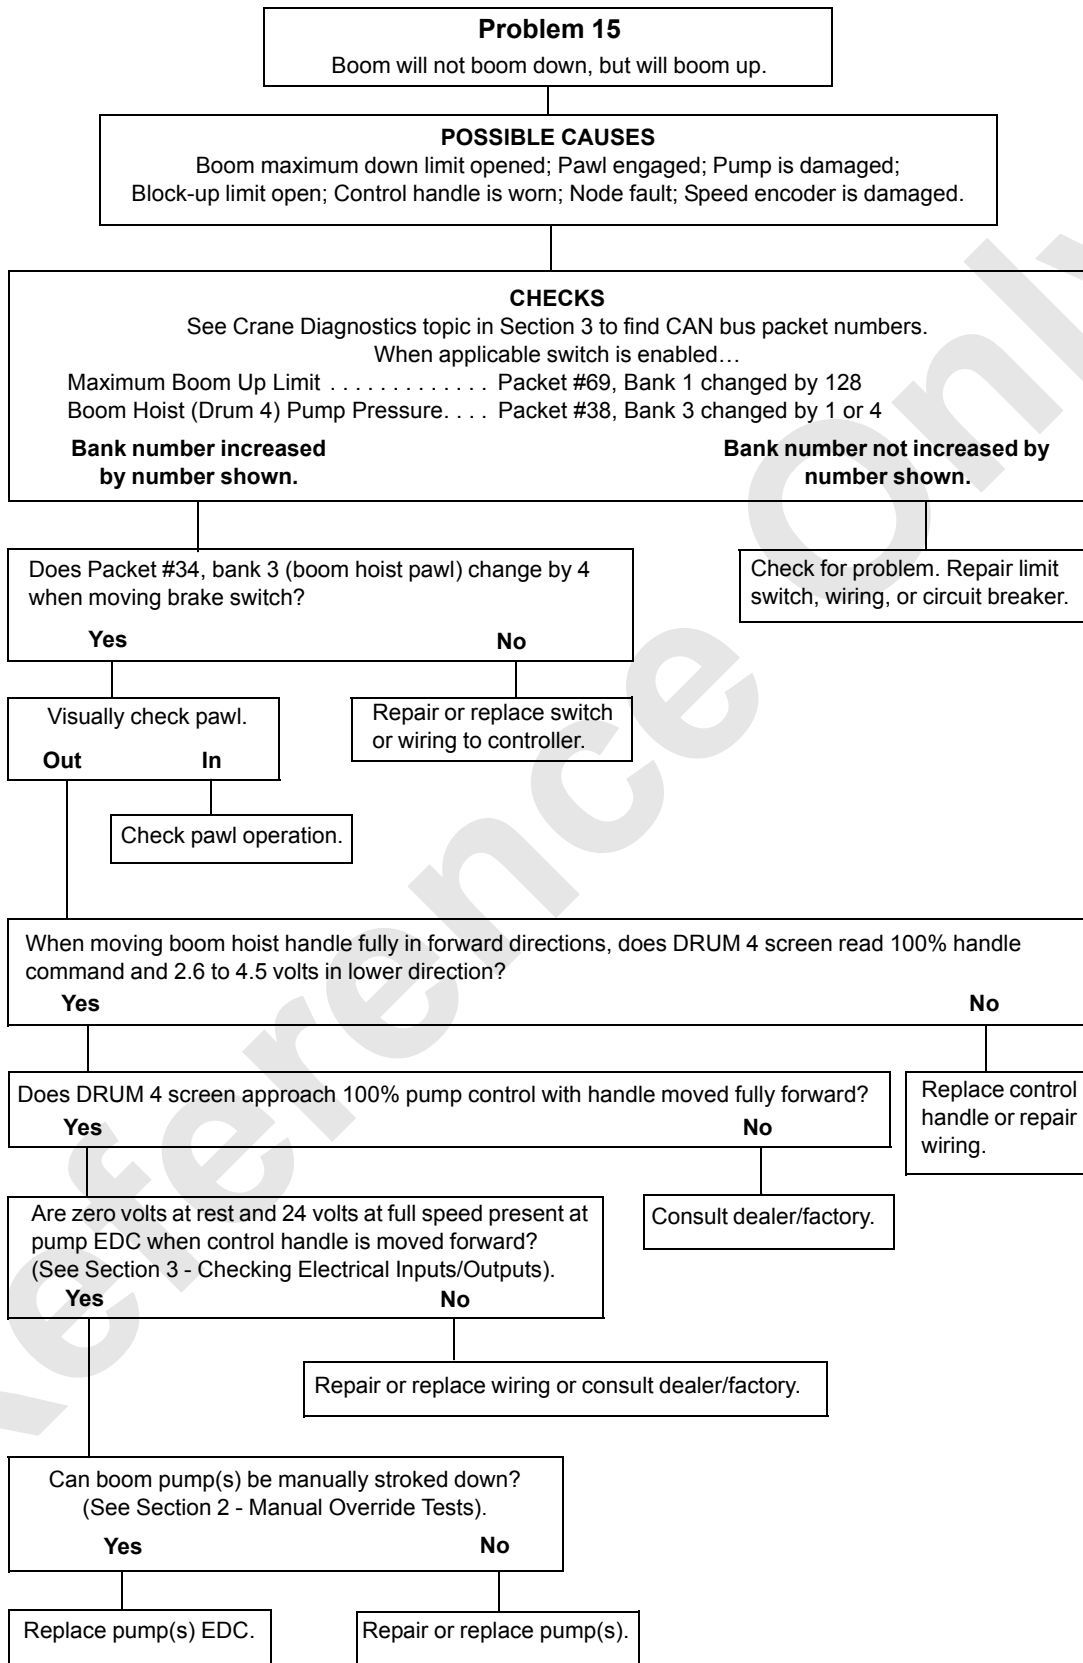 Problem 15
Boom will not boom down, but will boom up.
POSSIBLE CAUSES
Boom maximum down limit opened; Pawl engaged; Pump is damaged;
Block-up limit open; Control handle is worn; Node fault; Speed encoder is damaged.
CHECKS
See Crane Diagnostics topic in Section 3 to find CAN bus packet numbers.
When applicable switch is enabled…
Maximum Boom Up Limit . . . . . . . . . . . . . Packet #69, Bank 1 changed by 128
Boom Hoist (Drum 4) Pump Pressure. . . . Packet #38, Bank 3 changed by 1 or 4
Bank number increased
by number shown.
Bank number not increased by
number shown.
Does Packet #34, bank 3 (boom hoist pawl) change by 4
when moving brake switch?
Yes No
Check for problem. Repair limit
switch, wiring, or circuit breaker.
Visually check pawl.
Out In
Repair or replace switch
or wiring to controller.
Check pawl operation.
When moving boom hoist handle fully in forward directions, does DRUM 4 screen read 100% handle
command and 2.6 to 4.5 volts in lower direction?
Yes No
Does DRUM 4 screen approach 100% pump control with handle moved fully forward?
Yes No
Replace control
handle or repair
wiring.
Are zero volts at rest and 24 volts at full speed present at
pump EDC when control handle is moved forward?
(See Section 3 - Checking Electrical Inputs/Outputs).
Yes No
Consult dealer/factory.
Repair or replace wiring or consult dealer/factory.
Can boom pump(s) be manually stroked down?
(See Section 2 - Manual Override Tests).
Yes No
Replace pump(s) EDC.
Repair or replace pump(s).
Reference Only